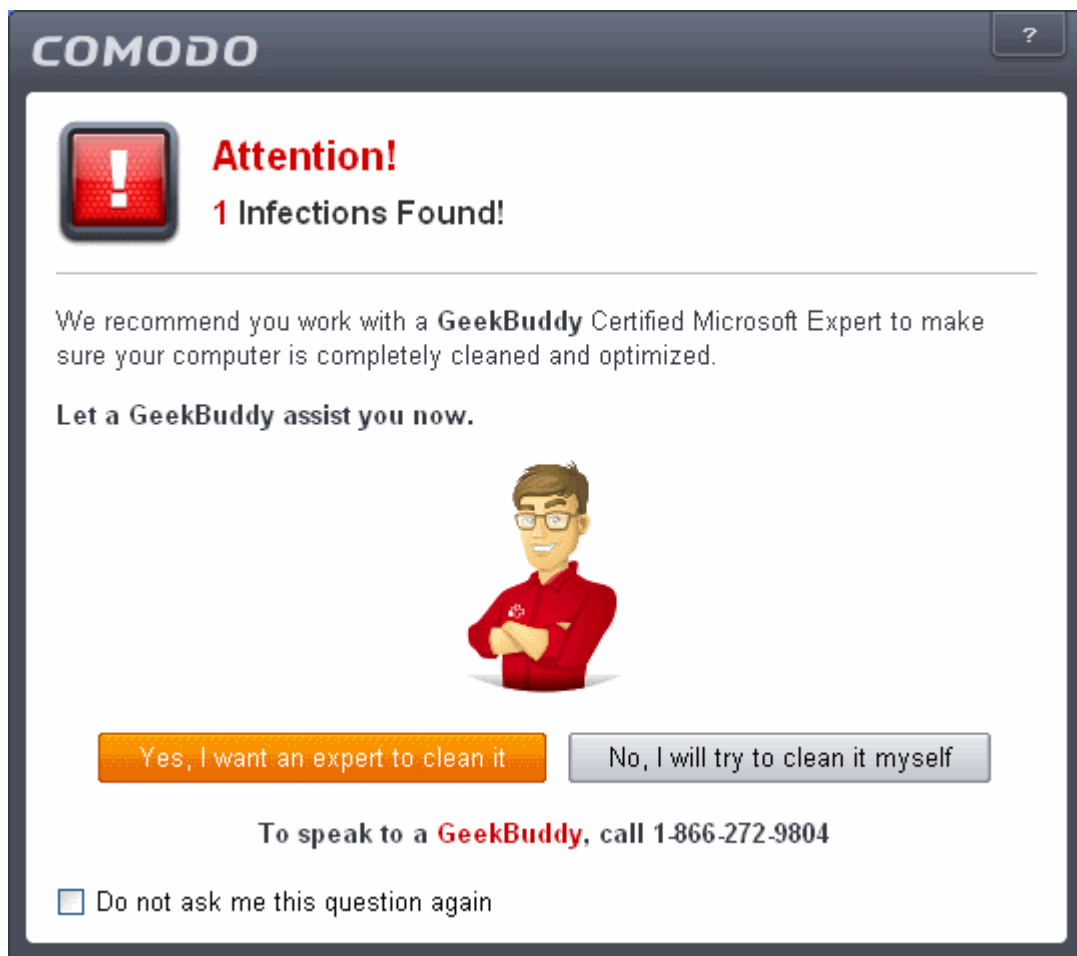 COMODO
?
!
Attention!
1 Infections Found!
We recommend you work with a GeekBuddy Certified Microsoft Expert to make
sure your computer is completely cleaned and optimized.
Let a GeekBuddy assist you now.
Yes, I want an expert to clean it
No, I will try to clean it myself
To speak to a GeekBuddy, call 1-866-272-9804
Do not ask me this question again